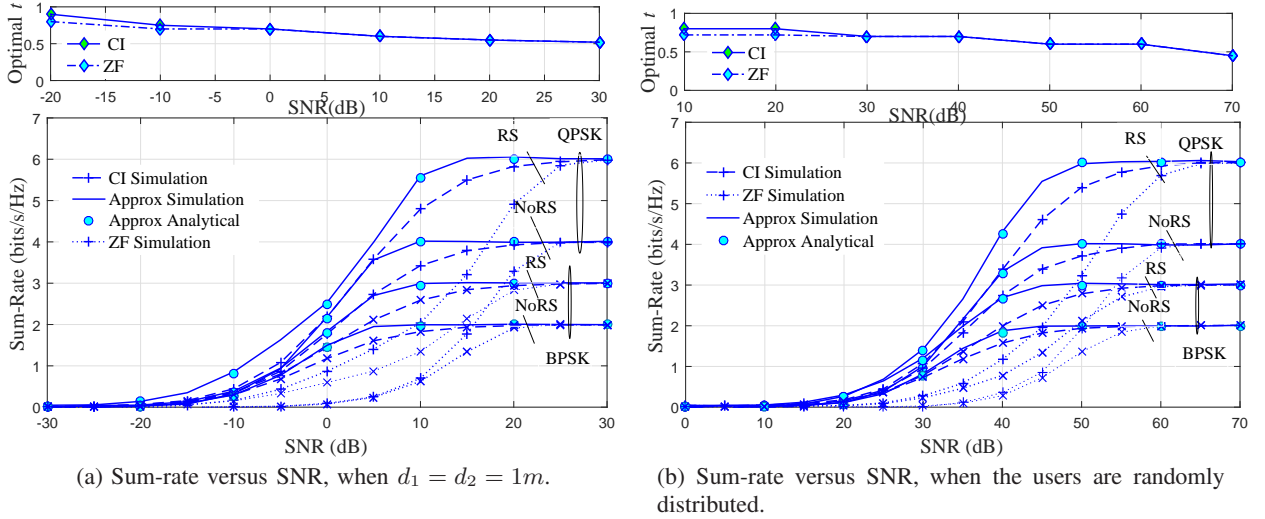 Optimal t
1
0.5
0
CI
ZF
-20 -15 -10 -5 0 5 10 15 20 25 30
SNR(dB)
Sum-Rate (bits/s/Hz)
7
6
5
4
3
2
1
0
CI Simulation
Approx Simulation
Approx Analytical
ZF Simulation
RS
QPSK
NoRS
RS
NoRS
BPSK
-30 -20 -10 0 10 20 30
SNR (dB)
(a) Sum-rate versus SNR, when d₁ = d₂ = 1m.
Optimal t
1
0.5
0
CI
ZF
10 20 30 40 50 60 70
SNR(dB)
Sum-Rate (bits/s/Hz)
7
6
5
4
3
2
1
0
CI Simulation
ZF Simulation
Approx Simulation
Approx Analytical
RS
QPSK
NoRS
RS
NoRS
BPSK
0 10 20 30 40 50 60 70
SNR (dB)
(b) Sum-rate versus SNR, when the users are randomly
distributed.